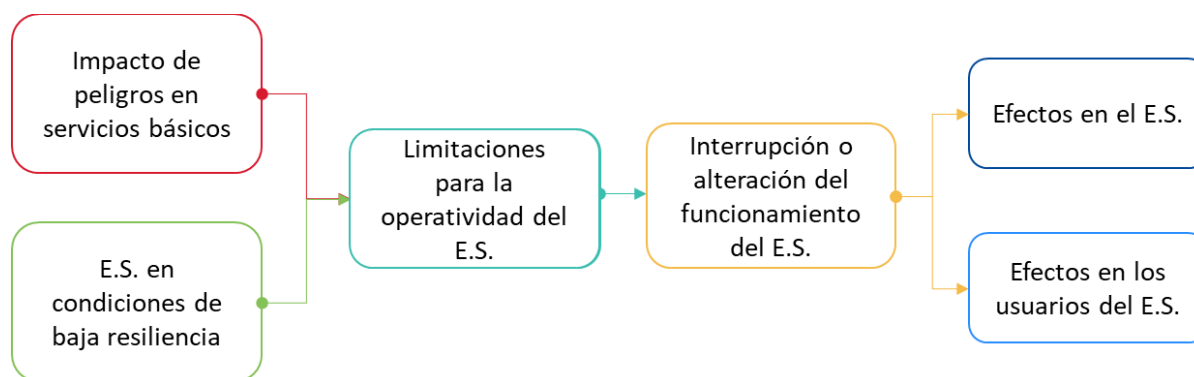 Impacto de
peligros en
servicios básicos
E.S. en
condiciones de
baja resiliencia
Limitaciones
para la
operatividad del
E.S.
Interrupción o
alteración del
funcionamiento
del E.S.
Efectos en el E.S.
Efectos en los
usuarios del E.S.